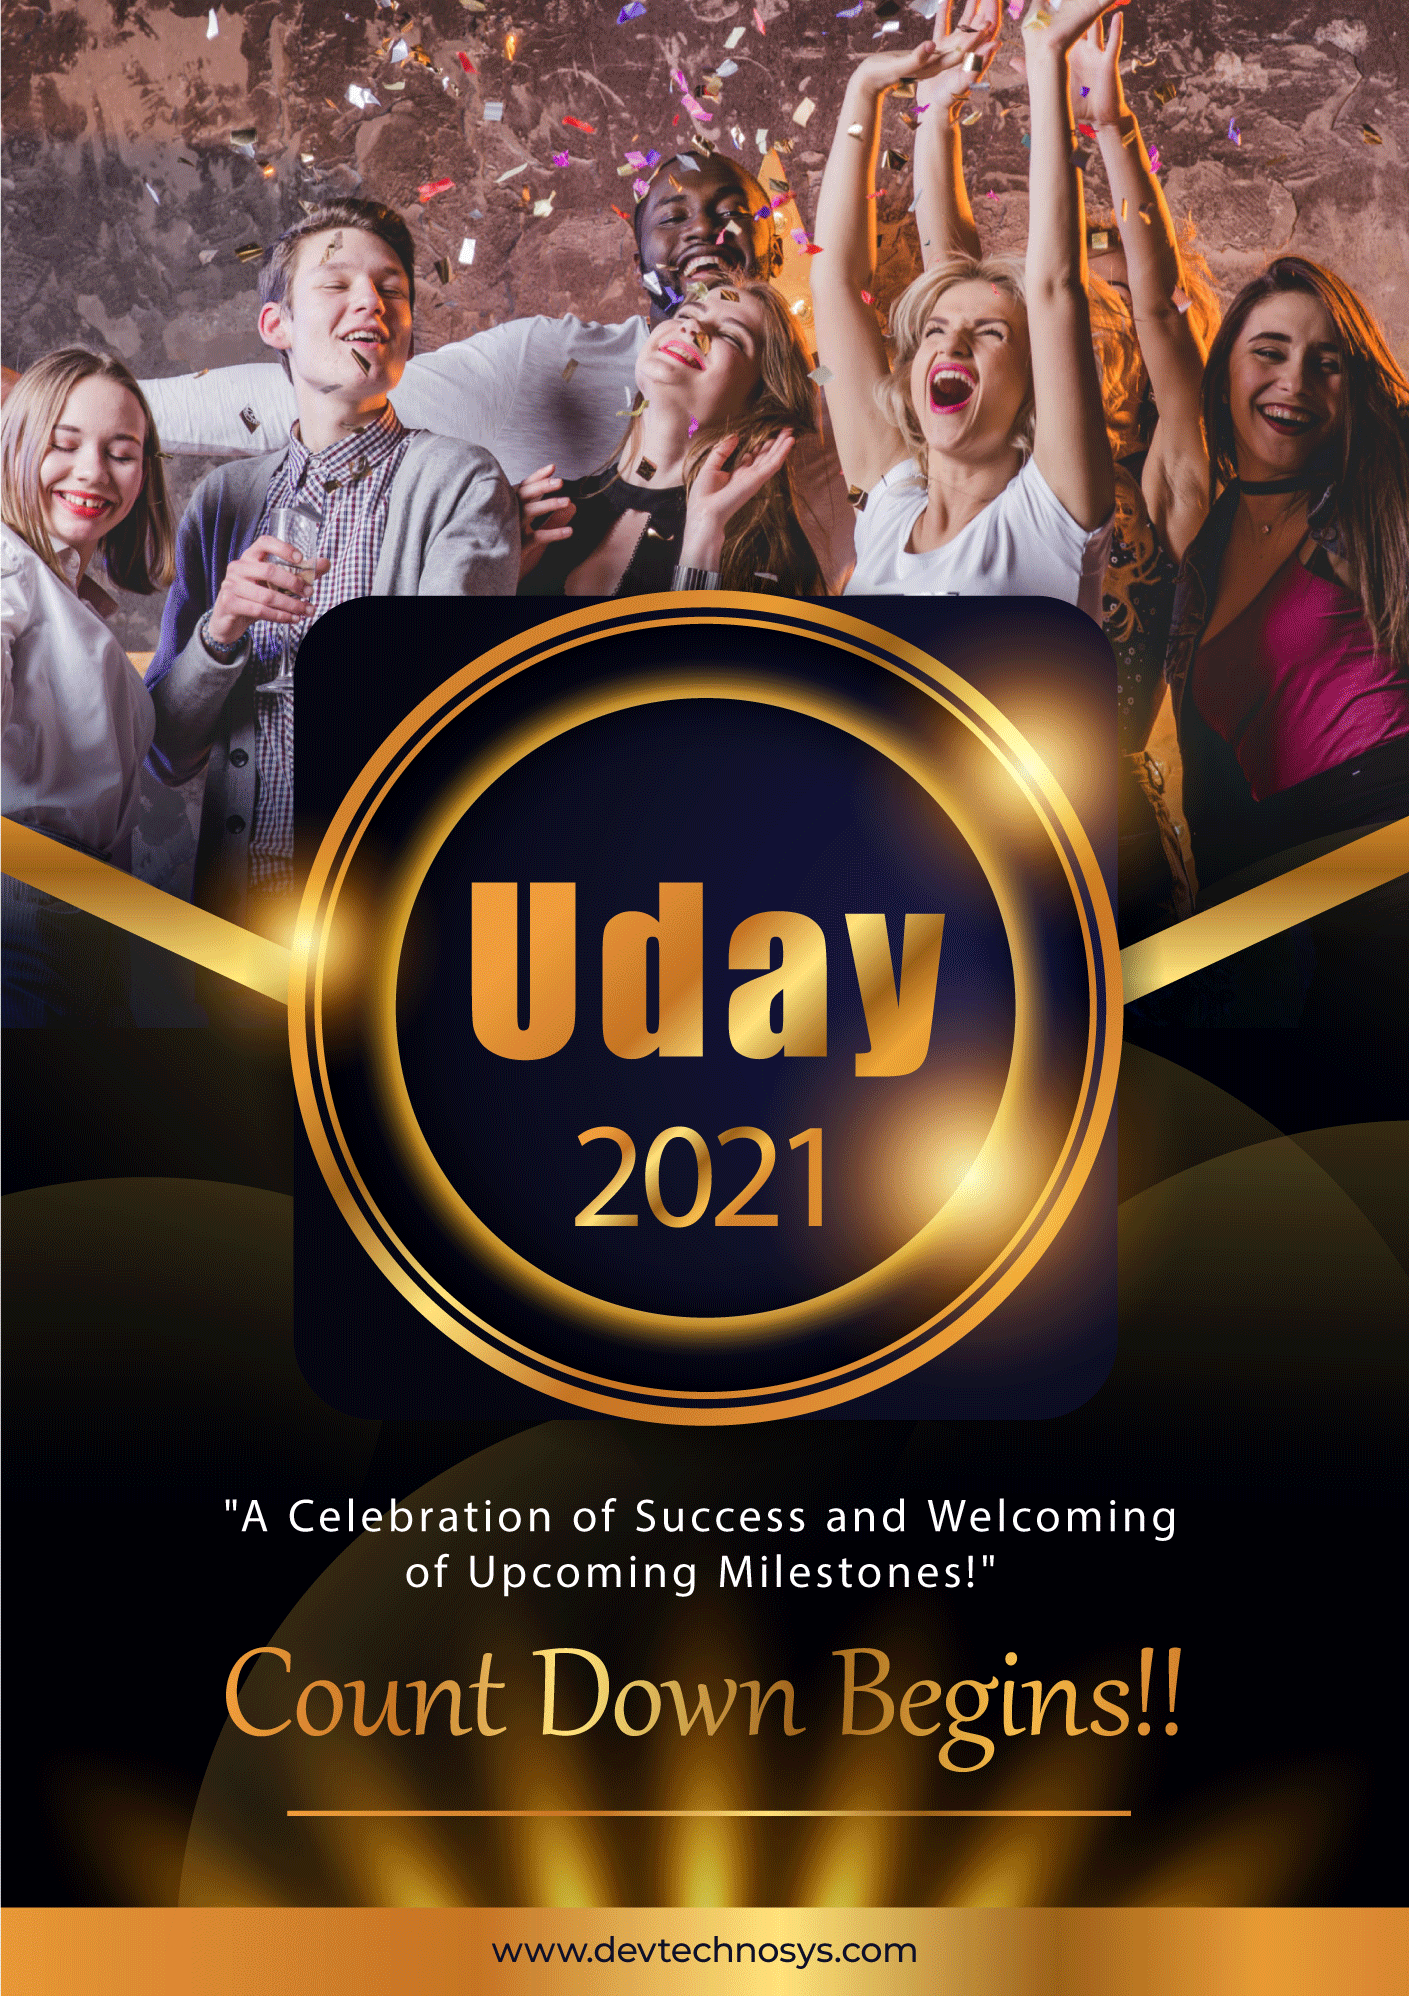 Uday
2021
"A Celebration of Success and Welcoming
of Upcoming Milestones!"
Count Down Begins!!
www.devtechnosys.com